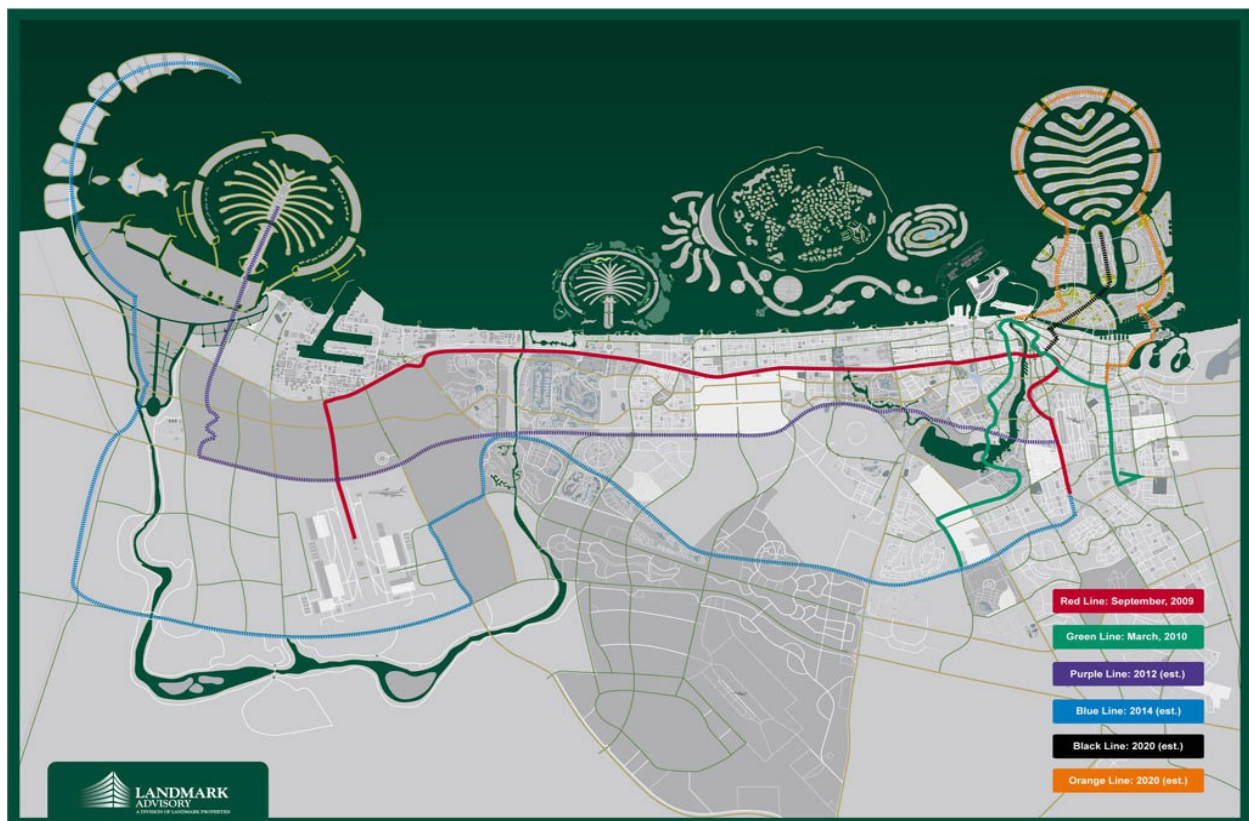 Red Line: September, 2009
Green Line: March, 2010
Purple Line: 2012 (est.)
Blue Line: 2014 (est.)
Black Line: 2020 (est.)
Orange Line: 2020 (est.)
LANDMARK
ADVISORY
A DIVISION OF LANDMARK PROPERTIES